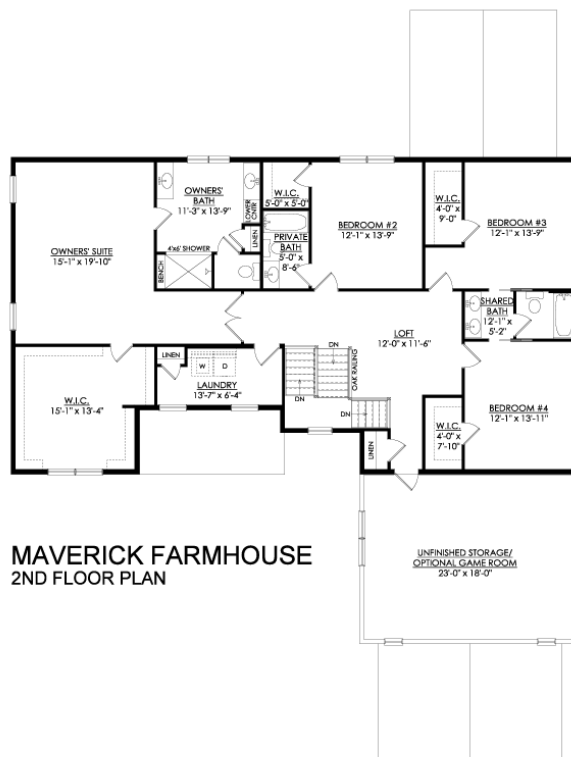 OWNERS'
BATH
11'-3" x 13'-9"
LOWER
CNTR
LINEN
4'x6' SHOWER
BENCH
OWNERS' SUITE
15'-1" x 19'-10"
W.I.C.
5'-0" x 5'-0"
PRIVATE
BATH
5'-0" x
8'-6"
BEDROOM #2
12'-1" x 13'-9"
W.I.C.
4'-0" x
9'-0"
BEDROOM #3
12'-1" x 13'-9"
SHARED
BATH
12'-1" x
5'-2"
LOFT
12'-0" x 11'-6"
DN
OAK RAILING
DN
DN
LINEN
W
D
LAUNDRY
13'-7" x 6'-4"
W.I.C.
15'-1" x 13'-4"
W.I.C.
4'-0" x
7'-10"
BEDROOM #4
12'-1" x 13'-11"
LINEN
MAVERICK FARMHOUSE
2ND FLOOR PLAN
UNFINISHED STORAGE/
OPTIONAL GAME ROOM
23'-0" x 18'-0"